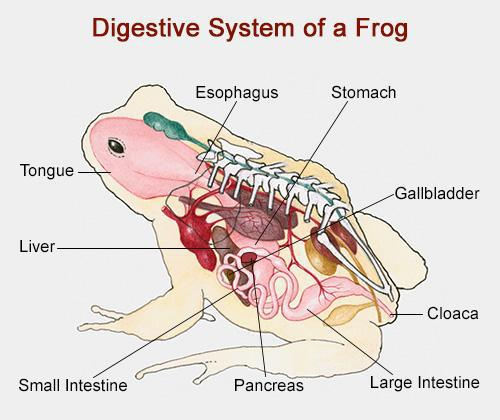 Digestive System of a Frog
Esophagus
Stomach
Tongue
Gallbladder
Liver
Cloaca
Small Intestine
Pancreas
Large Intestine